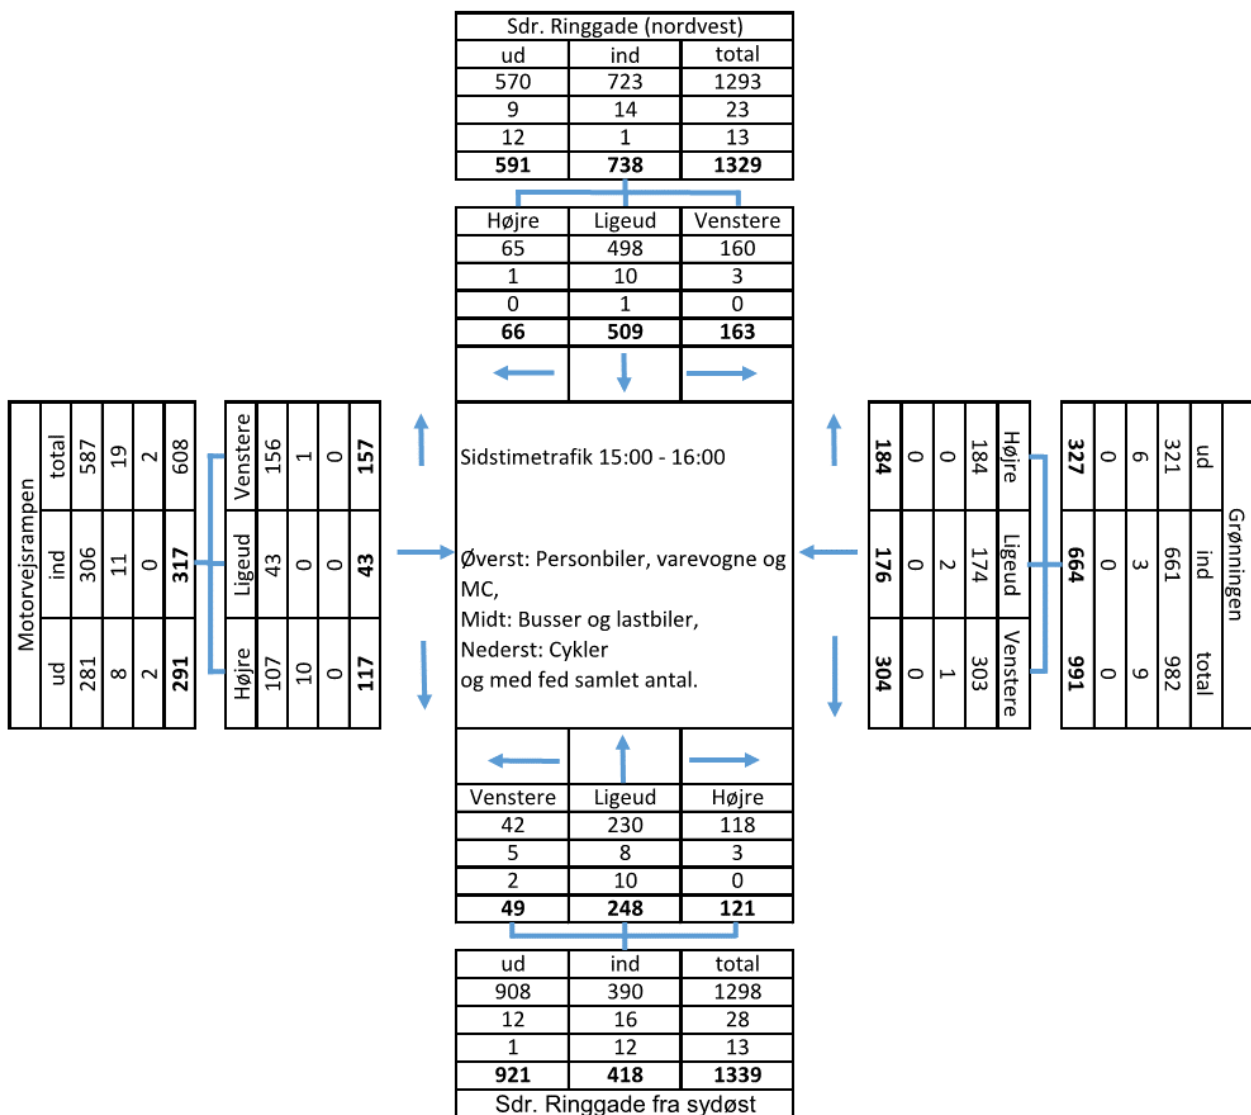 Sdr. Ringgade (nordvest)
ud ind total
570 723 1293
9 14 23
12 1 13
591 738 1329
Højre Ligeud Venstere
65 498 160
1 10 3
0 1 0
66 509 163
Motorvejsrampen
total ind ud
587 306 281
19 11 8
2 0 2
608 317 291
Venstere Ligeud Højre
156 43 107
1 0 10
0 0 0
157 43 117
Sidstimetrafik 15:00 - 16:00
Øverst: Personbiler, varevogne og
MC,
Midt: Busser og lastbiler,
Nederst: Cykler
og med fed samlet antal.
Højre Ligeud Venstere
184 174 303
0 2 1
0 0 0
184 176 304
Grønningen
ud ind total
321 661 982
6 3 9
0 0 0
327 664 991
Venstere Ligeud Højre
42 230 118
5 8 3
2 10 0
49 248 121
ud ind total
908 390 1298
12 16 28
1 12 13
921 418 1339
Sdr. Ringgade fra sydøst